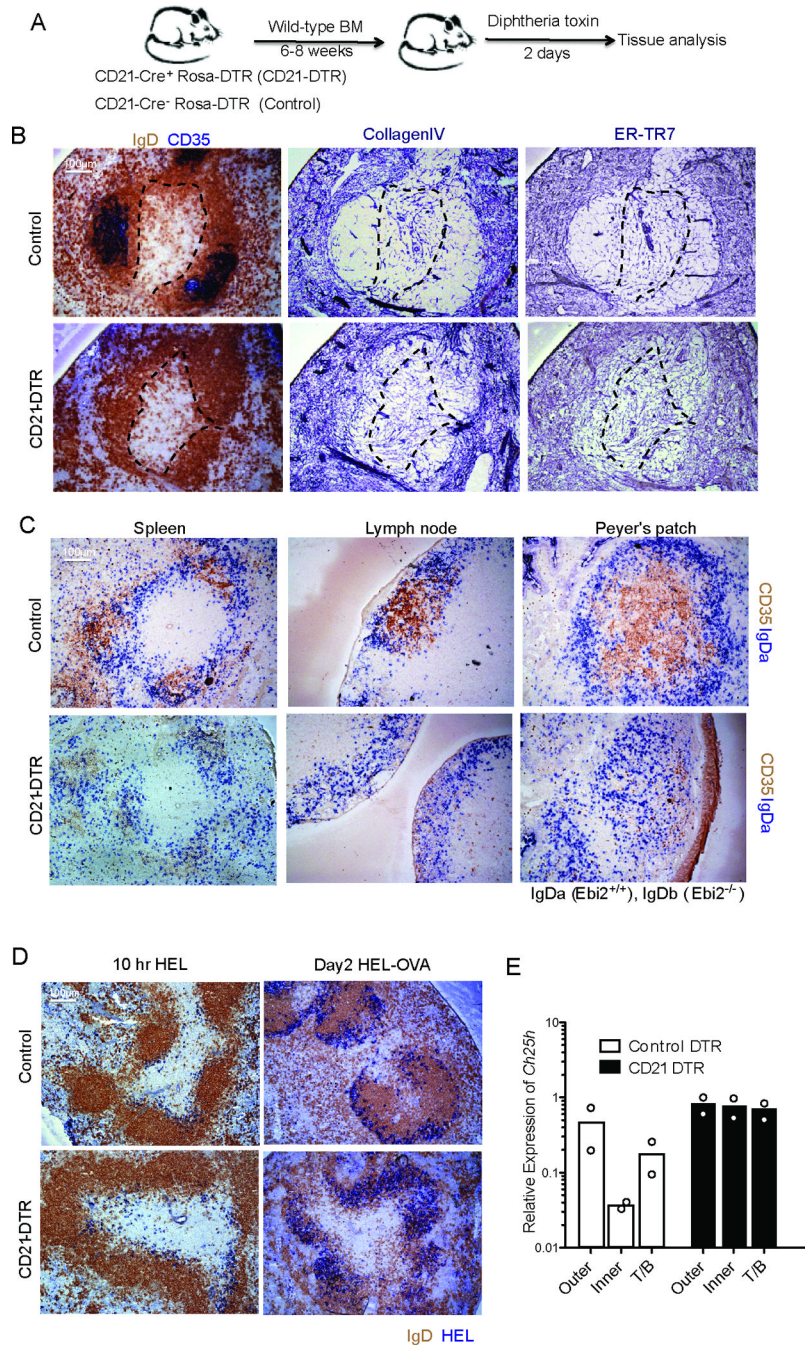 A
Wild-type BM
6-8 weeks
Diphtheria toxin
2 days
Tissue analysis
CD21-Cre+ Rosa-DTR (CD21-DTR)
CD21-Cre- Rosa-DTR (Control)
B
IgD CD35
CollagenIV
ER-TR7
100μm
Control
CD21-DTR
C
Spleen
Lymph node
Peyer's patch
100μm
Control
CD35 IgDa
CD21-DTR
CD35 IgDa
IgDa (Ebi2+/+), IgDb (Ebi2-/-)
D
10 hr HEL
Day2 HEL-OVA
100μm
Control
CD21-DTR
IgD HEL
E
Relative Expression of Ch25h
10
1
0.1
0.01
Control DTR
CD21 DTR
Outer
Inner
T/B
Outer
Inner
T/B